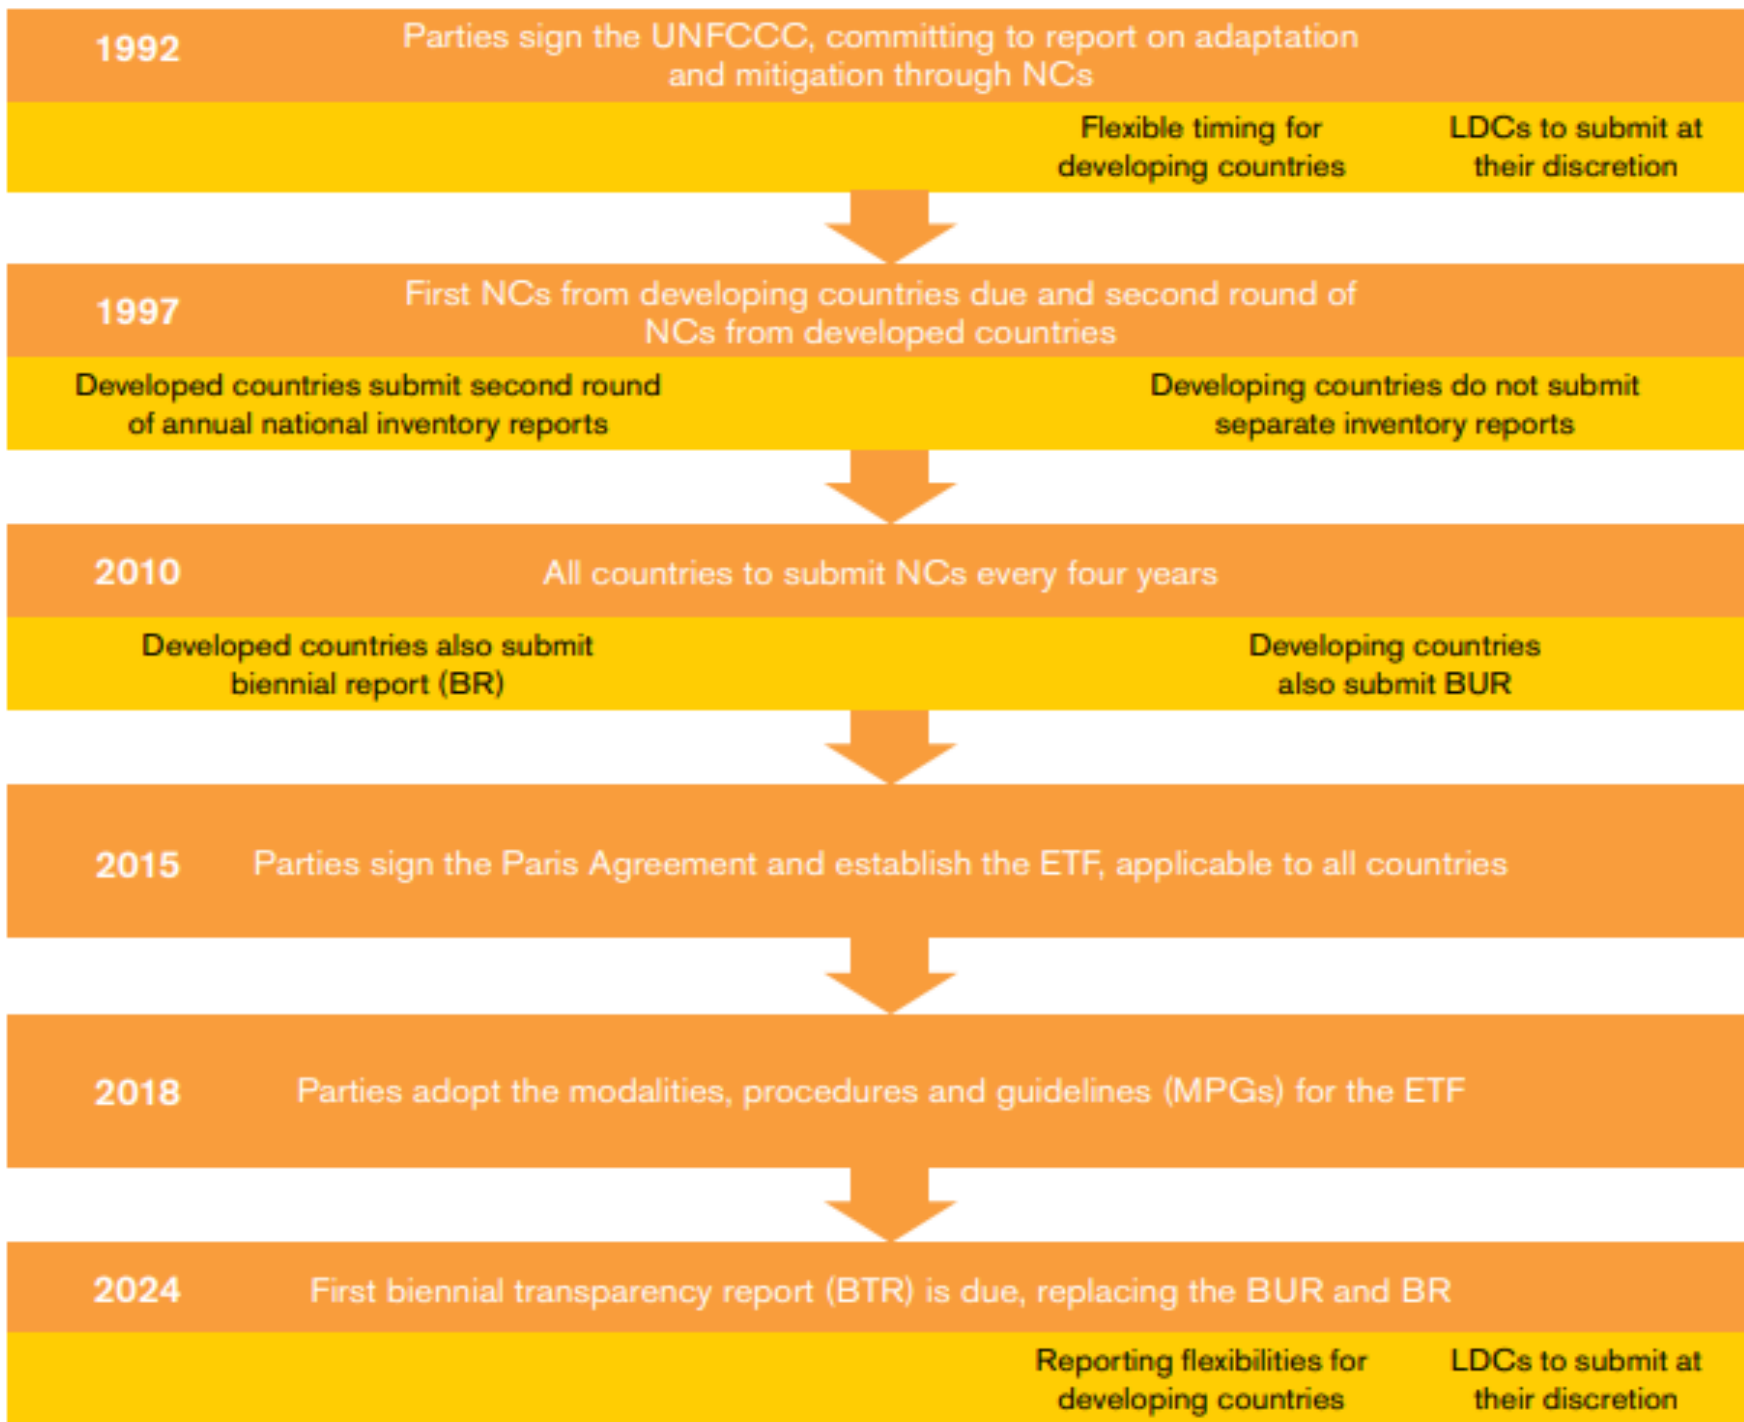 1992
Parties sign the UNFCCC, committing to report on adaptation
and mitigation through NCs
Flexible timing for
developing countries
LDCs to submit at
their discretion
1997
First NCs from developing countries due and second round of
NCs from developed countries
Developed countries submit second round
of annual national inventory reports
Developing countries do not submit
separate inventory reports
2010
All countries to submit NCs every four years
Developed countries also submit
biennial report (BR)
Developing countries
also submit BUR
2015
Parties sign the Paris Agreement and establish the ETF, applicable to all countries
2018
Parties adopt the modalities, procedures and guidelines (MPGs) for the ETF
2024
First biennial transparency report (BTR) is due, replacing the BUR and BR
Reporting flexibilities for
developing countries
LDCs to submit at
their discretion